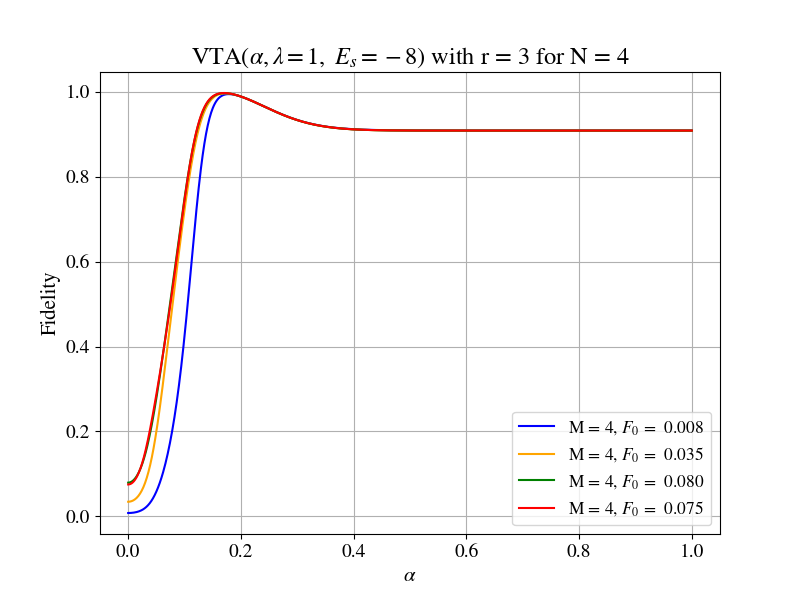 VTA(α, λ = 1, E_s = −8) with r = 3 for N = 4
Fidelity
1.0
0.8
0.6
0.4
0.2
0.0
M = 4, F_0 = 0.008
M = 4, F_0 = 0.035
M = 4, F_0 = 0.080
M = 4, F_0 = 0.075
0.0 0.2 0.4 0.6 0.8 1.0
α